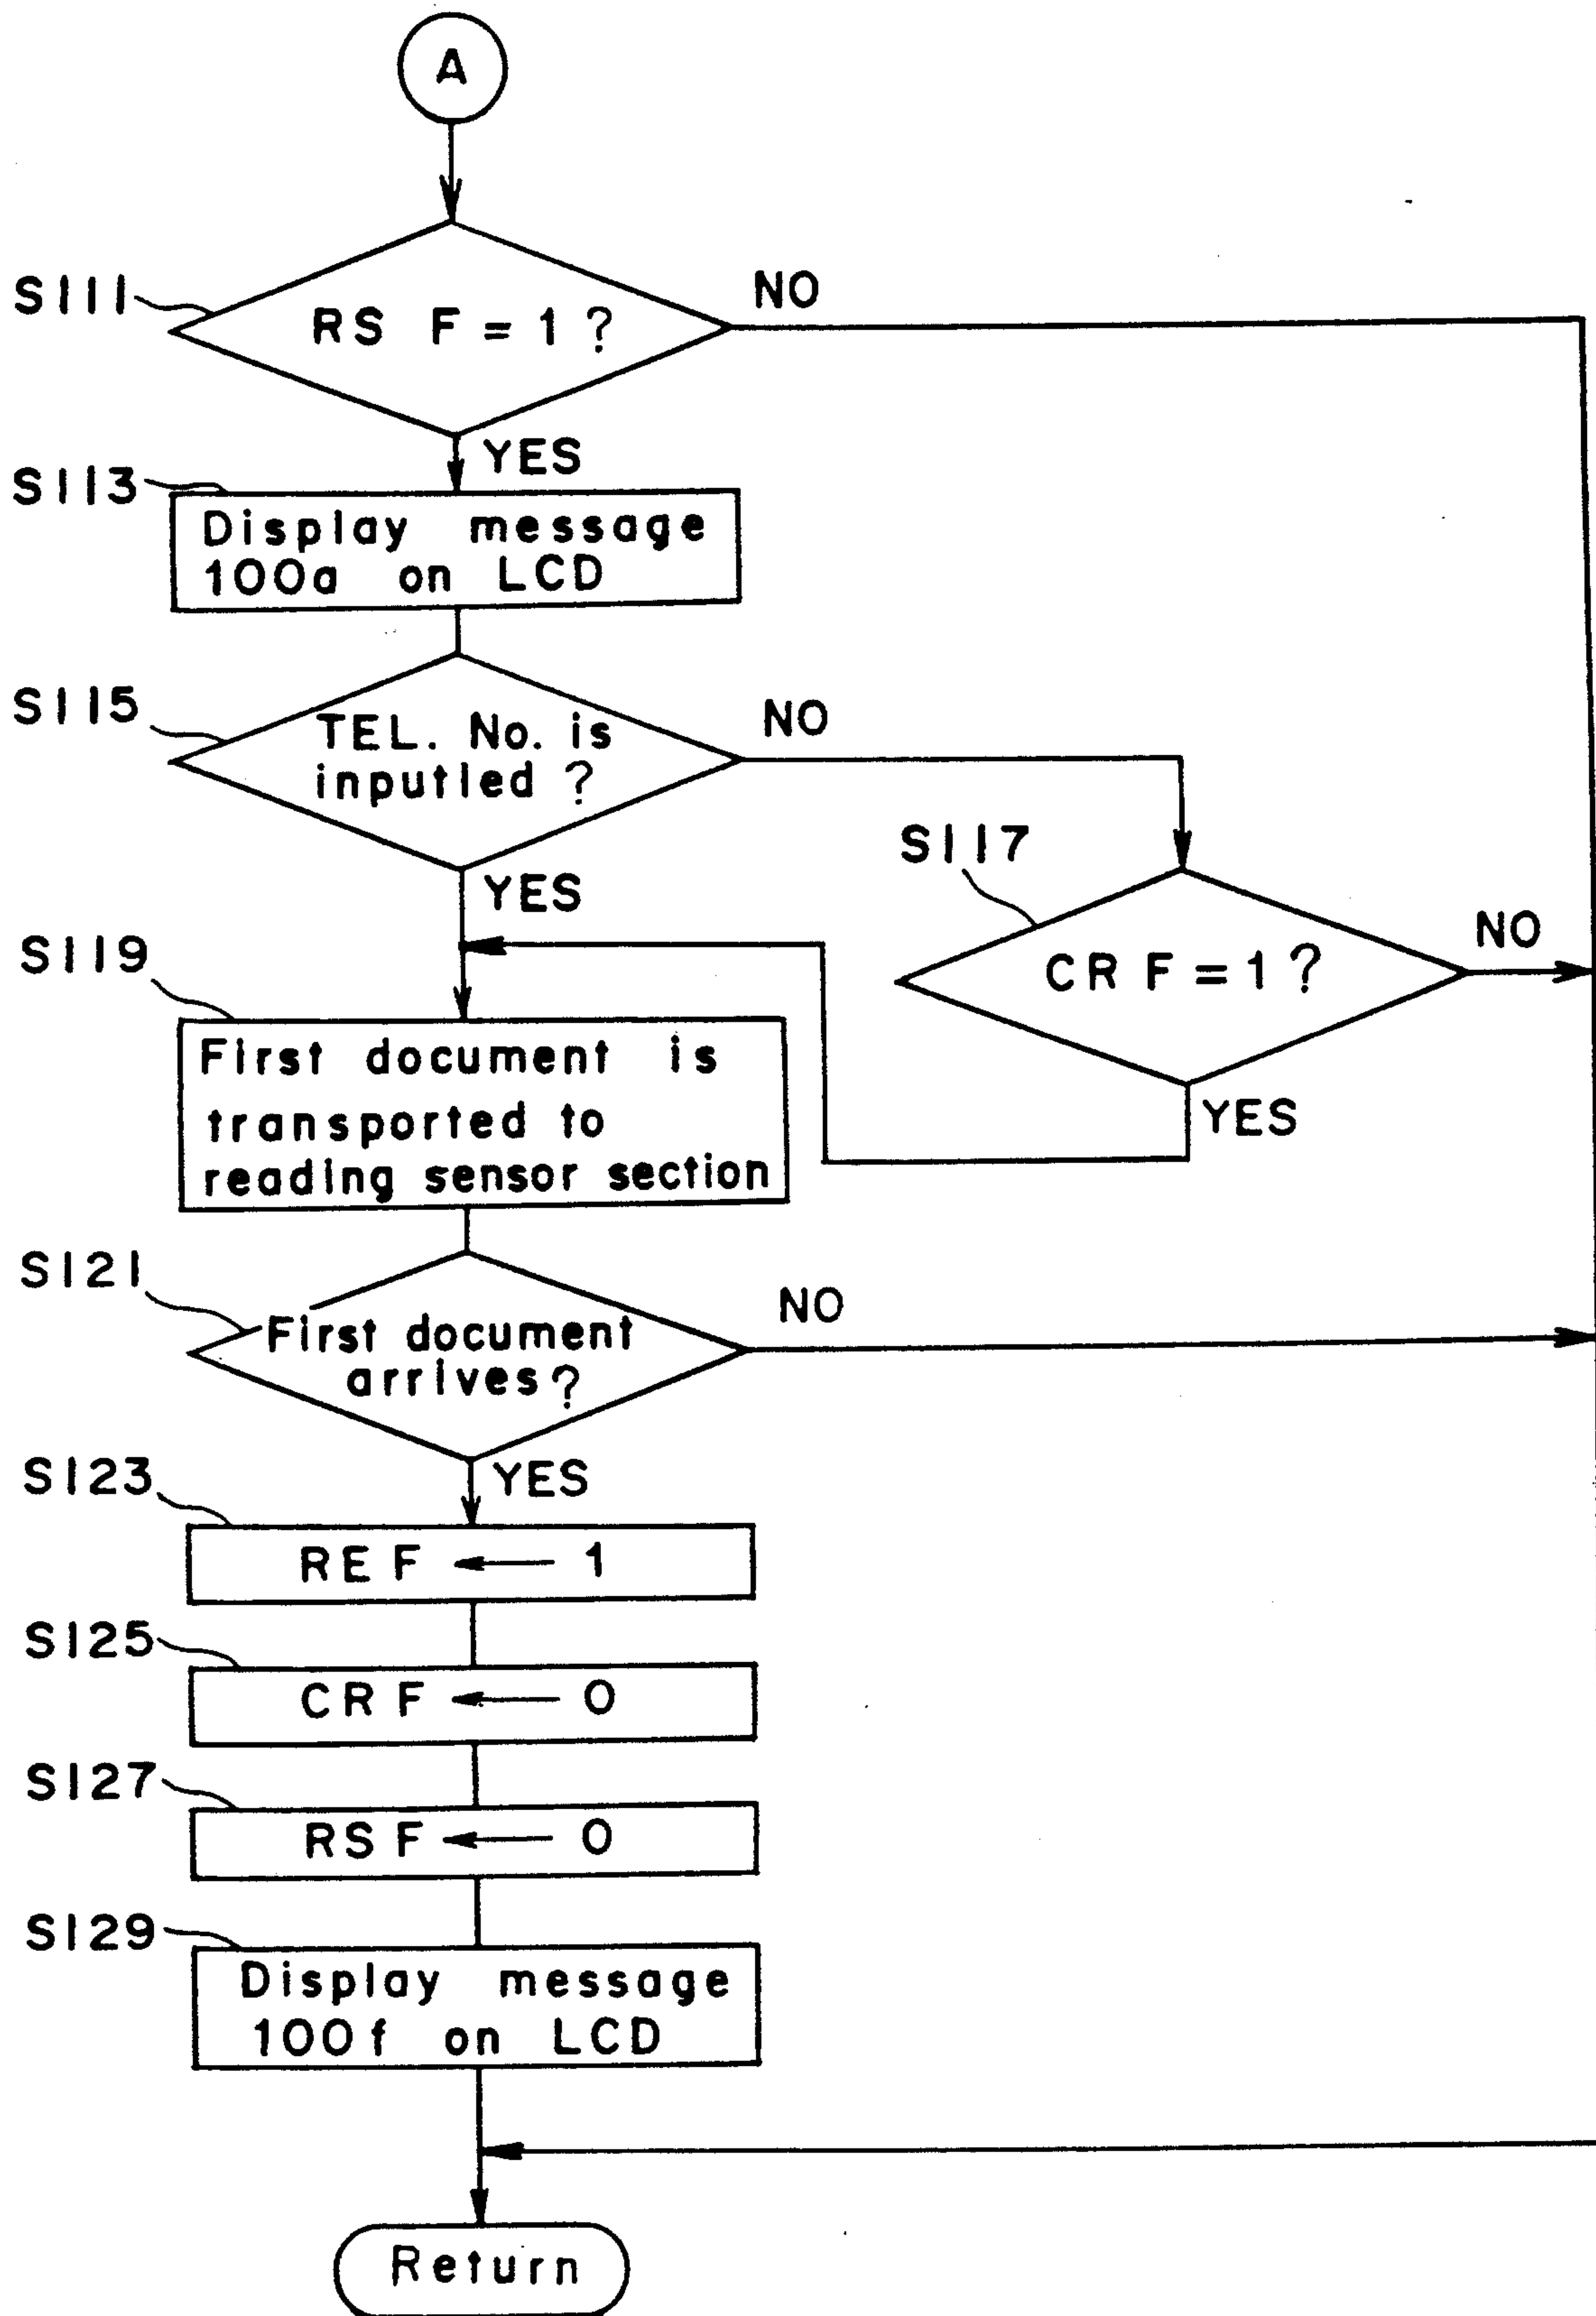 A
S111
RS F = 1 ?
NO
YES
S113
Display message
100a on LCD
S115
TEL. No. is
inputled ?
NO
YES
S117
CR F = 1 ?
NO
YES
S119
First document is
transported to
reading sensor section
S121
First document
arrives ?
NO
YES
S123
RE F ← 1
S125
CR F ← 0
S127
RS F ← 0
S129
Display message
100f on LCD
Return